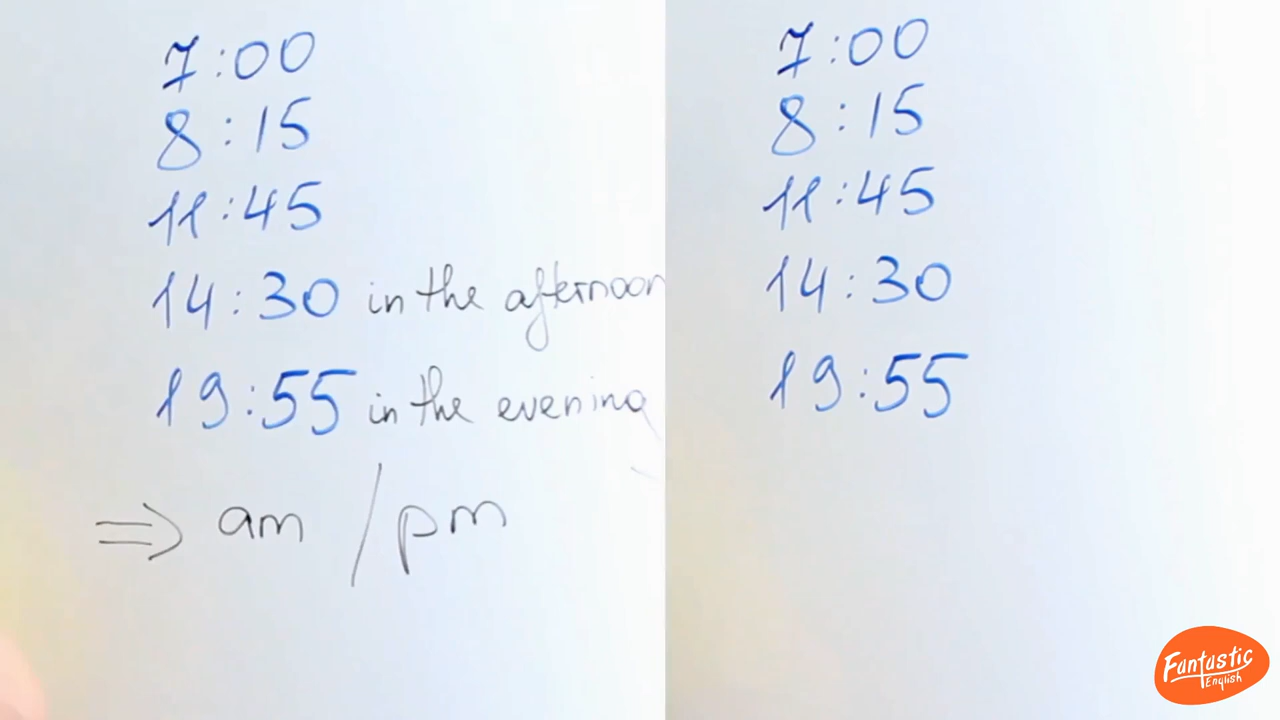 7:00
8:15
11:45
14:30 in the afternoon
19:55 in the evening
⇒ am / pm
7:00
8:15
11:45
14:30
19:55
Fantastic
English